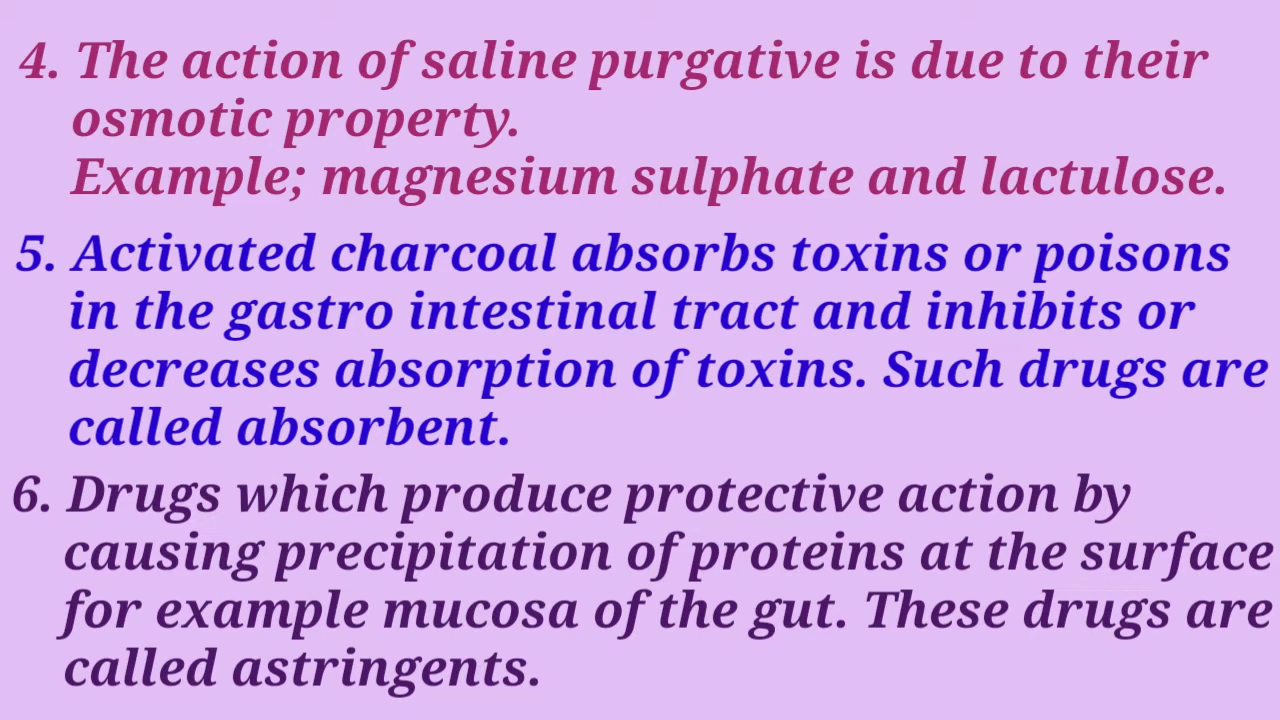 4. The action of saline purgative is due to their
osmotic property.
Example; magnesium sulphate and lactulose.
5. Activated charcoal absorbs toxins or poisons
in the gastro intestinal tract and inhibits or
decreases absorption of toxins. Such drugs are
called absorbent.
6. Drugs which produce protective action by
causing precipitation of proteins at the surface
for example mucosa of the gut. These drugs are
called astringents.